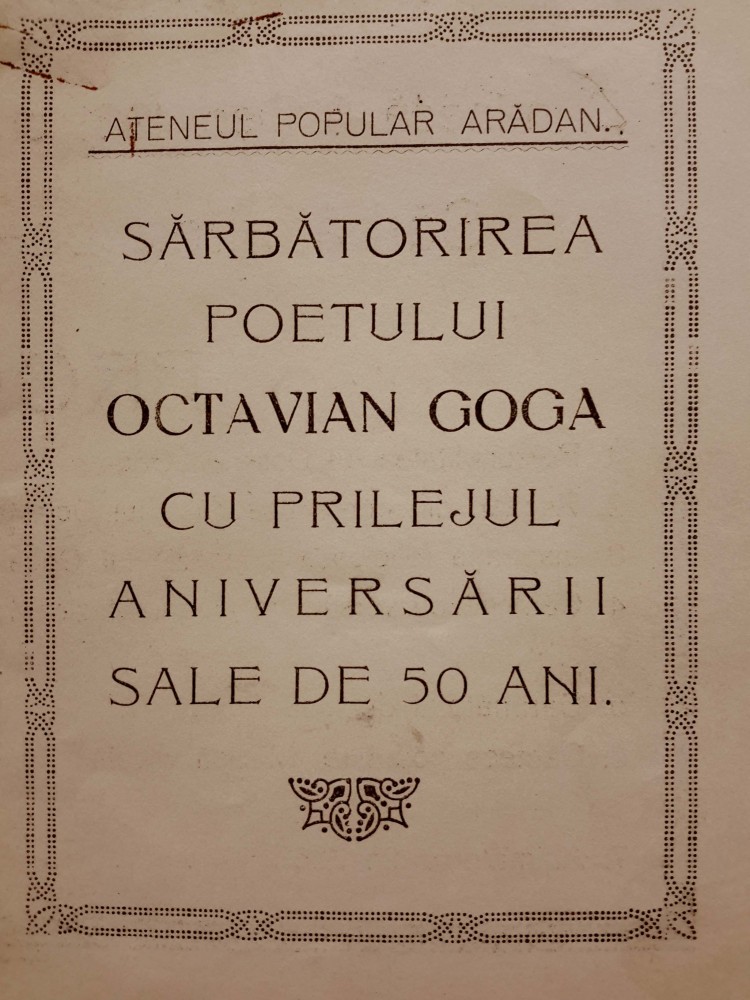 ATENEUL POPULAR ARĂDAN.
SĂRBĂTORIREA
POETULUI
OCTAVIAN GOGA
CU PRILEJUL
ANIVERSĂRII
SALE DE 50 ANI.